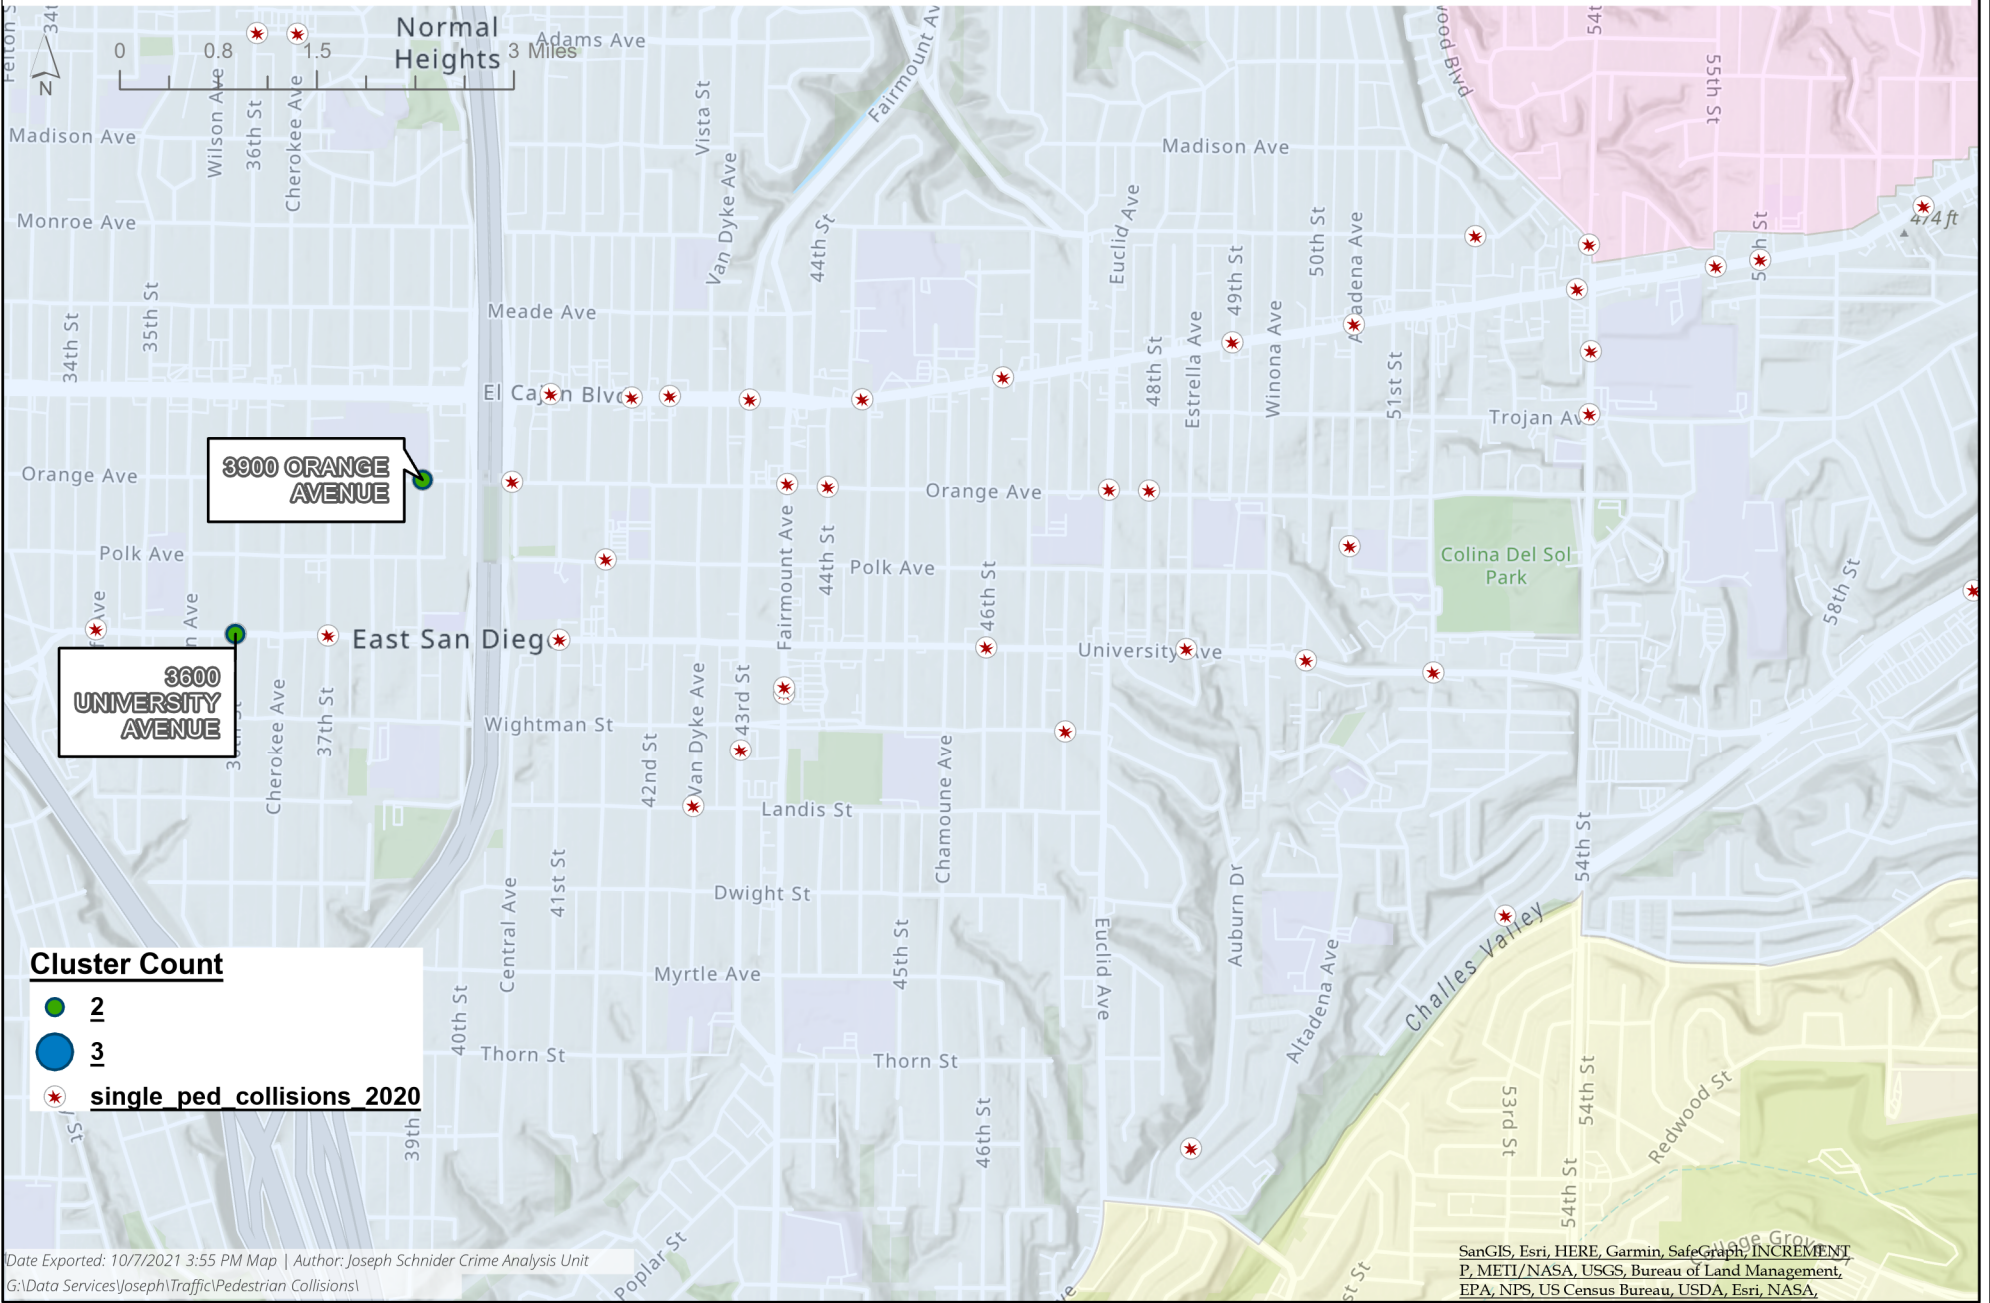 Normal
Heights
Adams Ave
0 0.8 1.5 3 Miles
N
34t
Felton S
Fairmount Av
54t
55th St
Madison Ave
Wilson Ave
36th St
Cherokee Ave
Vista St
Fairmount Ave
Madison Ave
Monroe Ave
Van Dyke Ave
44th St
Euclid Ave
49th St
50th St
474 ft
34th St
35th St
Meade Ave
48th St
Estrella Ave
Winona Ave
51st St
El Cajon Blvd
Trojan Av
3900 ORANGE
AVENUE
Orange Ave
Orange Ave
Polk Ave
Fairmount Ave
44th St
Polk Ave
46th St
Colina Del Sol
Park
58th St
East San Dieg
University Ave
3600
UNIVERSITY
AVENUE
Cherokee Ave
37th St
Wightman St
42nd St
Van Dyke Ave
43rd St
Landis St
Chamoune Ave
54th St
41st St
Dwight St
Central Ave
45th St
Euclid Ave
Auburn Dr
Altadena Ave
Challes Valley
Myrtle Ave
40th St
Thorn St
Thorn St
39th
46th St
53rd St
54th St
54th St
Redwood St
Poplar St
Cluster Count
2
3
single_ped_collisions_2020
Date Exported: 10/7/2021 3:55 PM Map | Author: Joseph Schnider Crime Analysis Unit
G:\Data Services\Joseph\Traffic\Pedestrian Collisions\
College Grove
SanGIS, Esri, HERE, Garmin, SafeGraph, INCREMENT
P, METI/NASA, USGS, Bureau of Land Management,
EPA, NPS, US Census Bureau, USDA, Esri, NASA,